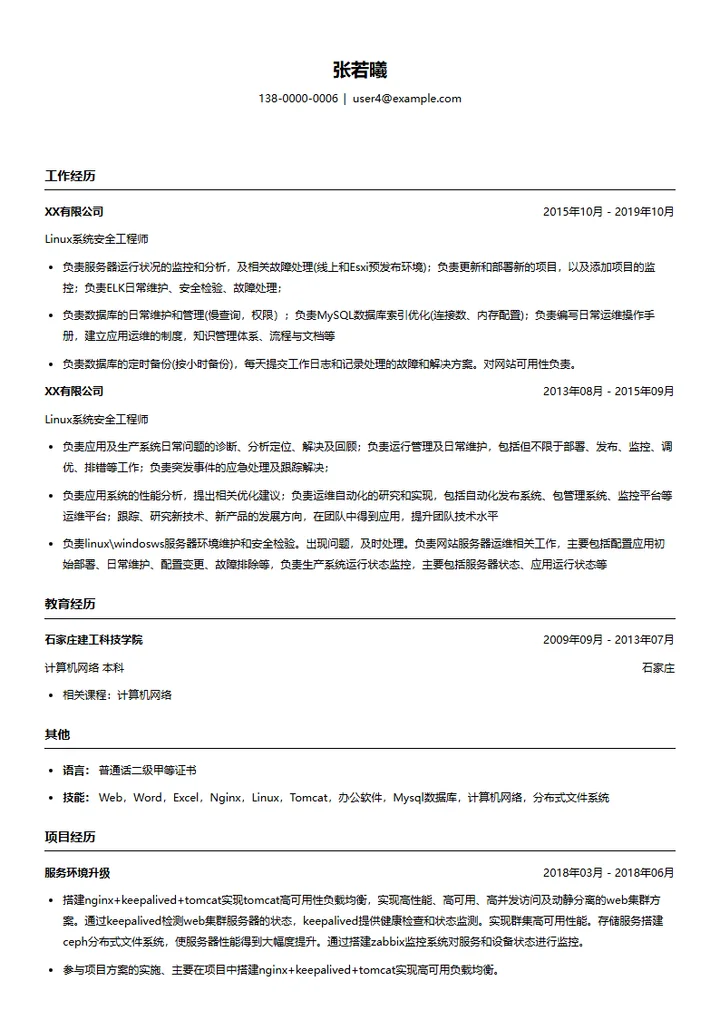 张若曦
138-0000-0006 | user4@example.com
工作经历
XX有限公司 2015年10月 - 2019年10月
Linux系统安全工程师
• 负责服务器运行状况的监控和分析，及相关故障处理(线上和Esxi预发布环境)；负责更新和部署新的项目，以及添加项目的监
控；负责ELK日常维护、安全检验、故障处理；
• 负责数据库的日常维护和管理(慢查询，权限）；负责MySQL数据库索引优化(连接数、内存配置)；负责编写日常运维操作手
册，建立应用运维的制度，知识管理体系、流程与文档等
• 负责数据库的定时备份(按小时备份)，每天提交工作日志和记录处理的故障和解决方案。对网站可用性负责。
XX有限公司 2013年08月 - 2015年09月
Linux系统安全工程师
• 负责应用及生产系统日常问题的诊断、分析定位、解决及回顾；负责运行管理及日常维护，包括但不限于部署、发布、监控、调
优、排错等工作；负责突发事件的应急处理及跟踪解决；
• 负责应用系统的性能分析，提出相关优化建议；负责运维自动化的研究和实现，包括自动化发布系统、包管理系统、监控平台等
运维平台；跟踪、研究新技术、新产品的发展方向，在团队中得到应用，提升团队技术水平
• 负责linux\windosws服务器环境维护和安全检验。出现问题，及时处理。负责网站服务器运维相关工作，主要包括配置应用初
始部署、日常维护、配置变更、故障排除等，负责生产系统运行状态监控，主要包括服务器状态、应用运行状态等
教育经历
石家庄建工科技学院 2009年09月 - 2013年07月
计算机网络 本科 石家庄
• 相关课程：计算机网络
其他
• 语言： 普通话二级甲等证书
• 技能： Web，Word，Excel，Nginx，Linux，Tomcat，办公软件，Mysql数据库，计算机网络，分布式文件系统
项目经历
服务环境升级 2018年03月 - 2018年06月
• 搭建nginx+keepalived+tomcat实现tomcat高可用性负载均衡，实现高性能、高可用、高并发访问及动静分离的web集群方
案。通过keepalived检测web集群服务器的状态，keepalived提供健康检查和状态监测。实现群集高可用性能。存储服务搭建
ceph分布式文件系统，使服务器性能得到大幅度提升。通过搭建zabbix监控系统对服务和设备状态进行监控。
• 参与项目方案的实施、主要在项目中搭建nginx+keepalived+tomcat实现高可用负载均衡。